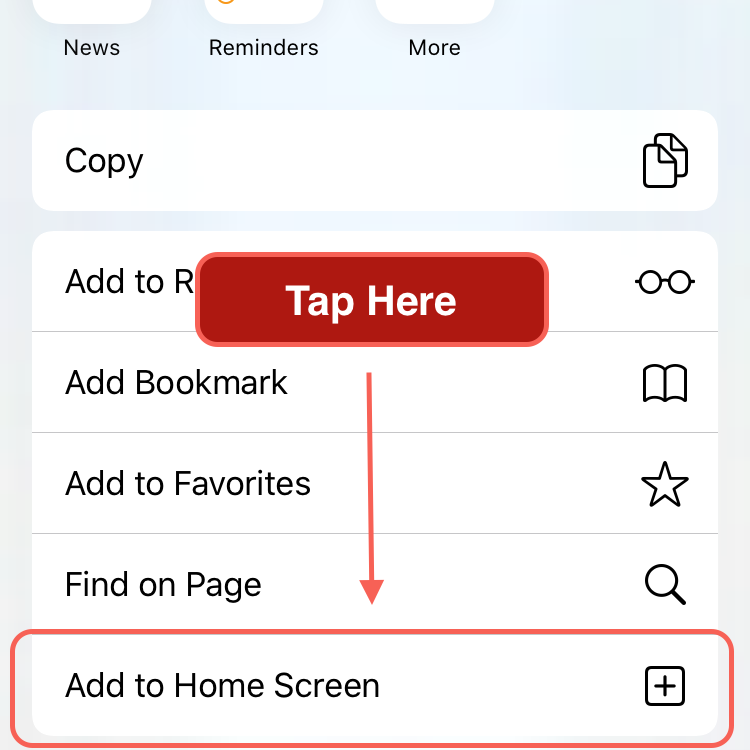 News Reminders More
Copy
Add to R
Tap Here
Add Bookmark
Add to Favorites
Find on Page
Add to Home Screen